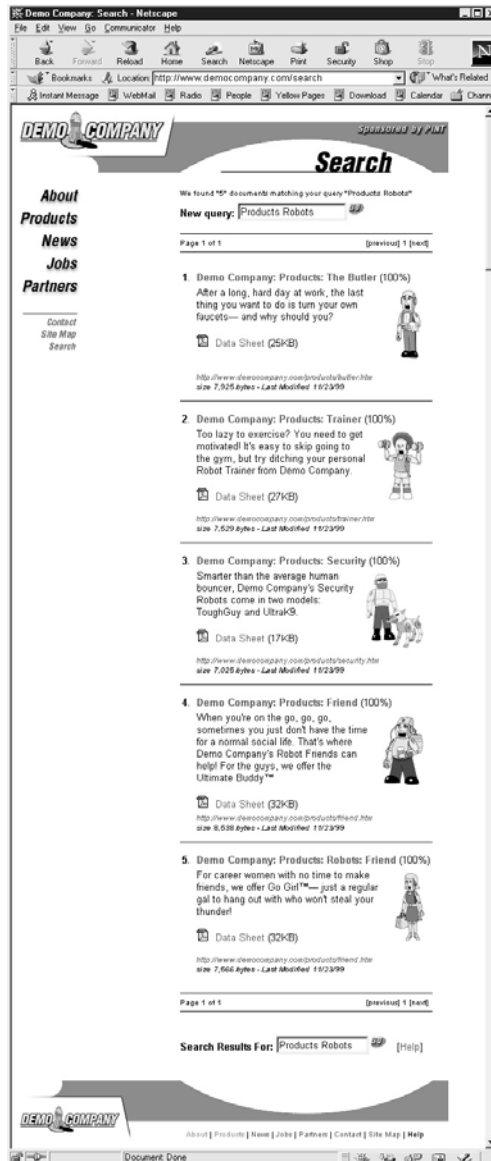 Demo Company: Search - Netscape
File Edit View Go Communicator Help
Back Forward Reload Home Search Netscape Print Security Shop Stop
Bookmarks Location: http://www.democompany.com/search What's Related
Instant Message WebMail Radio People Yellow Pages Download Calendar Chann
DEMO COMPANY
Sponsored by PINT
Search
About
Products
News
Jobs
Partners
Contact
Site Map
Search
We found "5" documents matching your query "Products Robots"
New query: Products Robots
Page 1 of 1 [previous] 1 [next]
1. Demo Company: Products: The Butler (100%)
After a long, hard day at work, the last
thing you want to do is turn your own
faucets— and why should you?
Data Sheet (25KB)
http://www.democompany.com/products/butler.htm
size 7,925 bytes - Last Modified 11/23/99
2. Demo Company: Products: Trainer (100%)
Too lazy to exercise? You need to get
motivated! It's easy to skip going to
the gym, but try ditching your personal
Robot Trainer from Demo Company.
Data Sheet (27KB)
http://www.democompany.com/products/trainer.htm
size 7,529 bytes - Last Modified 11/23/99
3. Demo Company: Products: Security (100%)
Smarter than the average human
bouncer, Demo Company's Security
Robots come in two models:
ToughGuy and UltraK9.
Data Sheet (17KB)
http://www.democompany.com/products/security.htm
size 7,025 bytes - Last Modified 11/23/99
4. Demo Company: Products: Friend (100%)
When you're on the go, go, go,
sometimes you just don't have the time
for a normal social life. That's where
Demo Company's Robot Friends can
help! For the guys, we offer the
Ultimate Buddy™
Data Sheet (32KB)
http://www.democompany.com/products/friend.htm
size 8,538 bytes - Last Modified 11/23/99
5. Demo Company: Products: Robots: Friend (100%)
For career women with no time to make
friends, we offer Go Girl™— just a regular
gal to hang out with who won't steal your
thunder!
Data Sheet (32KB)
http://www.democompany.com/products/friend.htm
size 7,566 bytes - Last Modified 11/23/99
Page 1 of 1 [previous] 1 [next]
Search Results For: Products Robots [Help]
DEMO COMPANY
About | Products | News | Jobs | Partners | Contact | Site Map | Help
Document: Done